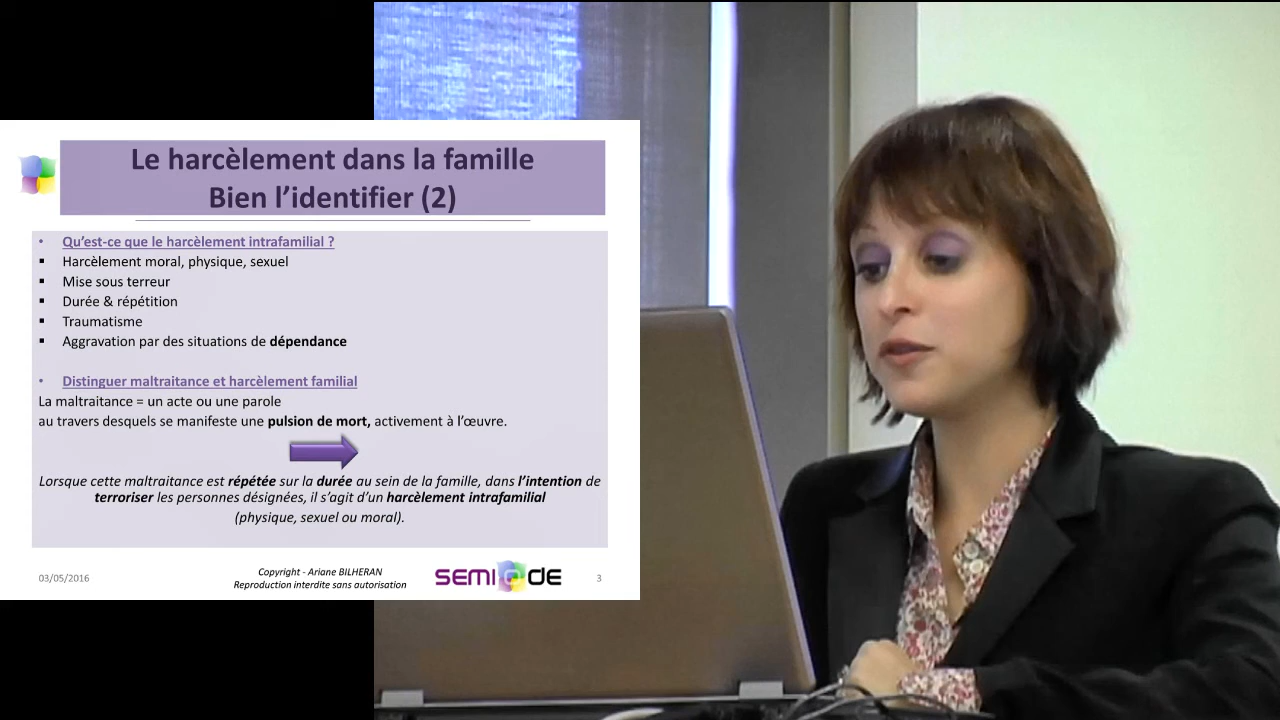 Le harcèlement dans la famille
Bien l’identifier (2)
• Qu’est-ce que le harcèlement intrafamilial ?
▪ Harcèlement moral, physique, sexuel
▪ Mise sous terreur
▪ Durée & répétition
▪ Traumatisme
▪ Aggravation par des situations de dépendance
• Distinguer maltraitance et harcèlement familial
La maltraitance = un acte ou une parole
au travers desquels se manifeste une pulsion de mort, activement à l’œuvre.
Lorsque cette maltraitance est répétée sur la durée au sein de la famille, dans l’intention de
terroriser les personnes désignées, il s’agit d’un harcèlement intrafamilial
(physique, sexuel ou moral).
03/05/2016
Copyright - Ariane BILHERAN
Reproduction interdite sans autorisation
SEMIODE
3